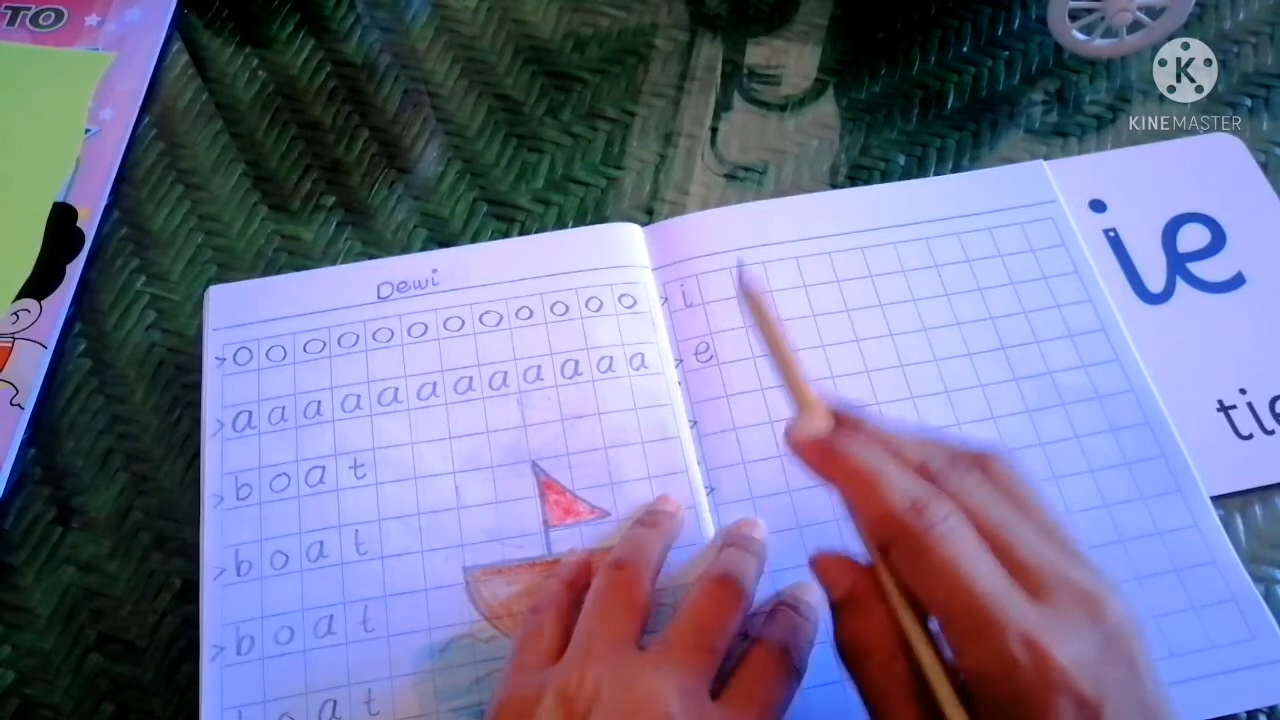 TO
KINEMASTER
Dewi
> o o o o o o o o o o o o
> a a a a a a a a a a a a
> b o a t
> b o a t
> b o a t
b o a t
> i
> e
>
>
ie
tie